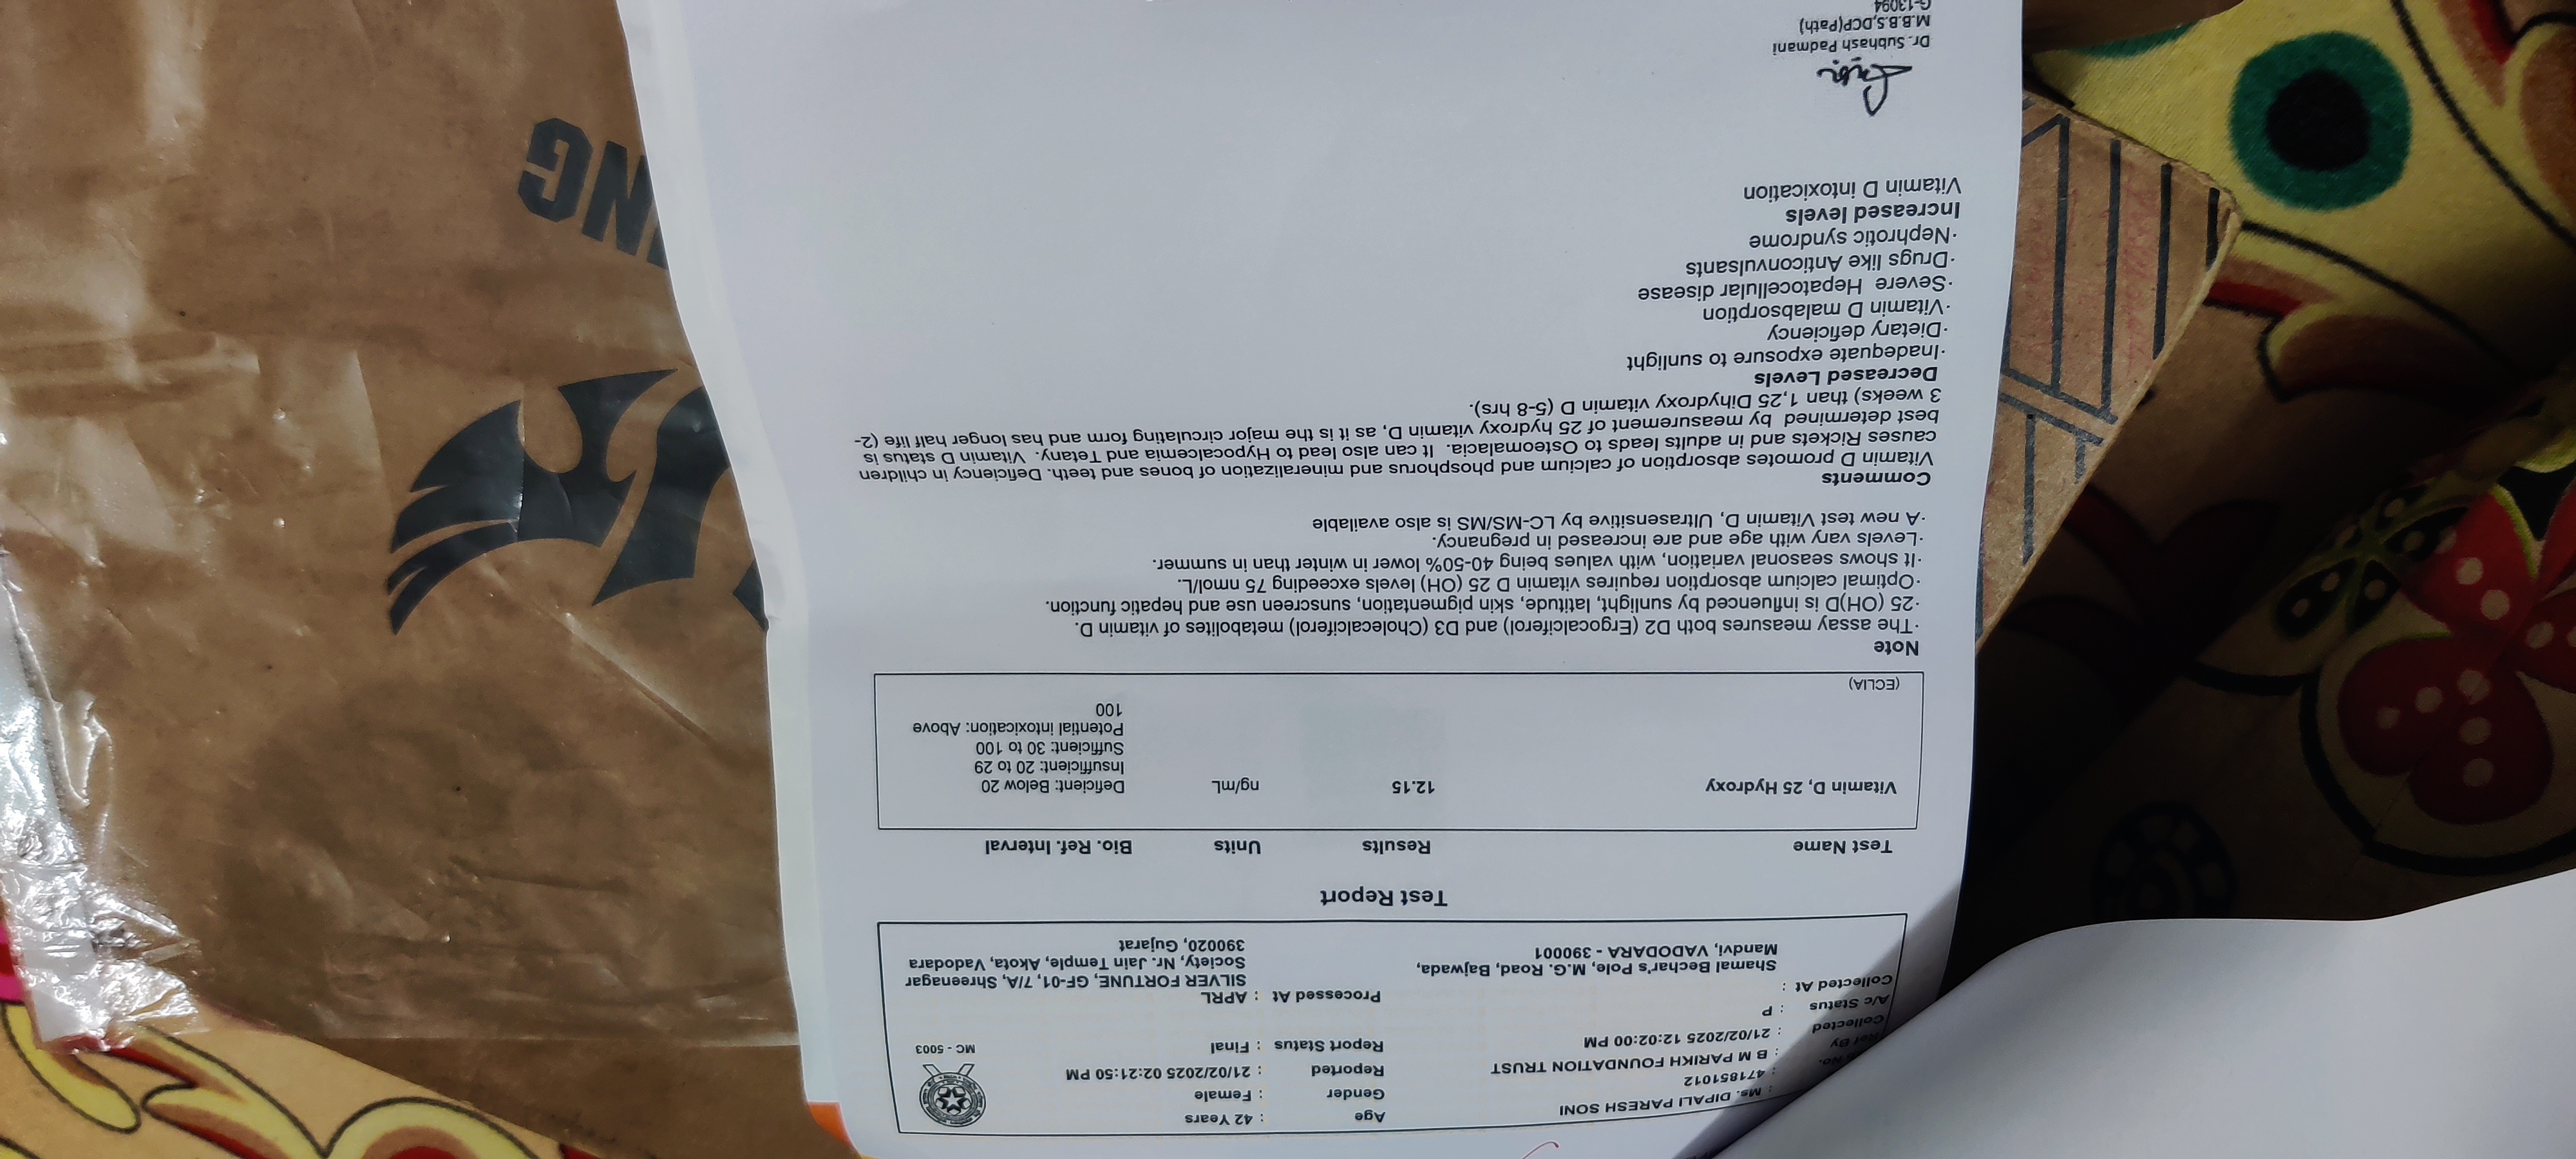 : Ms. DIPALI PARESH SONI
No. : 471851012
Ref By : B M PARIKH FOUNDATION TRUST
Collected : 21/02/2025 12:02:00 PM
A/c Status : P
Collected At :
Shamal Bechar's Pole, M.G. Road, Bajwada,
Mandvi, VADODARA - 390001
Age : 42 Years
Gender : Female
Reported : 21/02/2025 02:21:50 PM
Report Status : Final
Processed At : APRL
SILVER FORTUNE, GF-01, 7/A, Shreenagar
Society, Nr. Jain Temple, Akota, Vadodara
390020, Gujarat
MC - 5003
Test Report
Test Name Results Units Bio. Ref. Interval
Vitamin D, 25 Hydroxy 12.15 ng/mL Deficient: Below 20
Insufficient: 20 to 29
Sufficient: 30 to 100
Potential intoxication: Above
100
(ECLIA)
Note
·The assay measures both D2 (Ergocalciferol) and D3 (Cholecalciferol) metabolites of vitamin D.
·25 (OH)D is influenced by sunlight, latitude, skin pigmentation, sunscreen use and hepatic function.
·Optimal calcium absorption requires vitamin D 25 (OH) levels exceeding 75 nmol/L.
·It shows seasonal variation, with values being 40-50% lower in winter than in summer.
·Levels vary with age and are increased in pregnancy.
·A new test Vitamin D, Ultrasensitive by LC-MS/MS is also available
Comments
Vitamin D promotes absorption of calcium and phosphorus and mineralization of bones and teeth. Deficiency in children
causes Rickets and in adults leads to Osteomalacia. It can also lead to Hypocalcemia and Tetany. Vitamin D status is
best determined by measurement of 25 hydroxy vitamin D, as it is the major circulating form and has longer half life (2-
3 weeks) than 1,25 Dihydroxy vitamin D (5-8 hrs).
Decreased Levels
·Inadequate exposure to sunlight
·Dietary deficiency
·Vitamin D malabsorption
·Severe Hepatocellular disease
·Drugs like Anticonvulsants
·Nephrotic syndrome
Increased levels
Vitamin D intoxication
Dr. Subhash Padmani
M.B.B.S,DCP(Path)
G-13094
NG